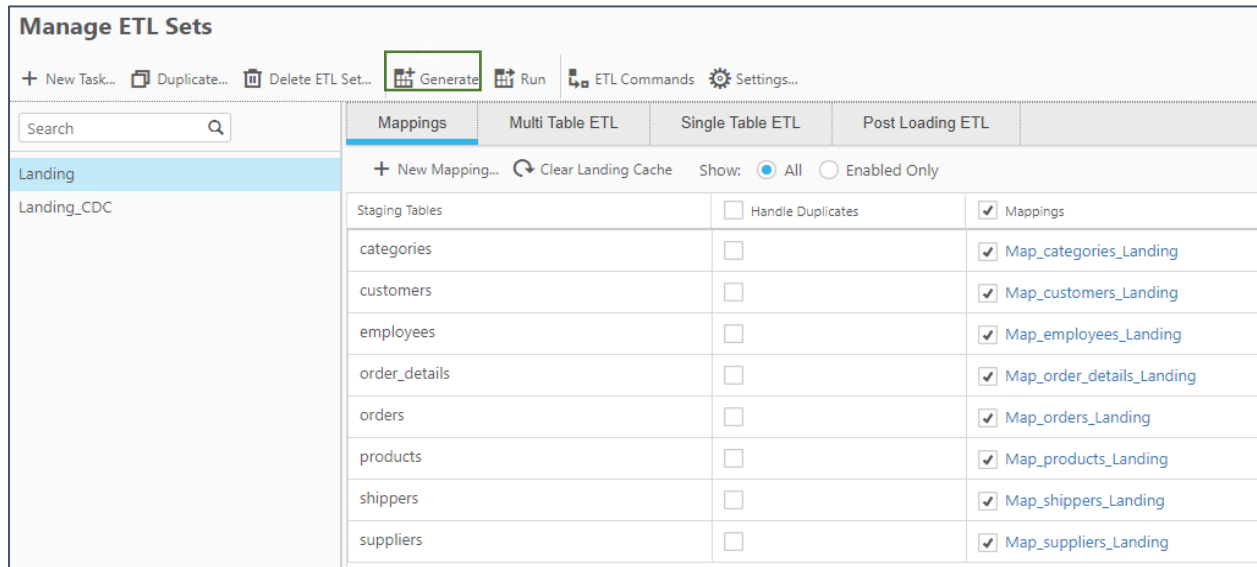 Manage ETL Sets
New Task... Duplicate... Delete ETL Set... Generate Run ETL Commands Settings...
Search Mappings Multi Table ETL Single Table ETL Post Loading ETL
Landing New Mapping... Clear Landing Cache Show: All Enabled Only
Landing_CDC Staging Tables Handle Duplicates Mappings
categories Map_categories_Landing
customers Map_customers_Landing
employees Map_employees_Landing
order_details Map_order_details_Landing
orders Map_orders_Landing
products Map_products_Landing
shippers Map_shippers_Landing
suppliers Map_suppliers_Landing